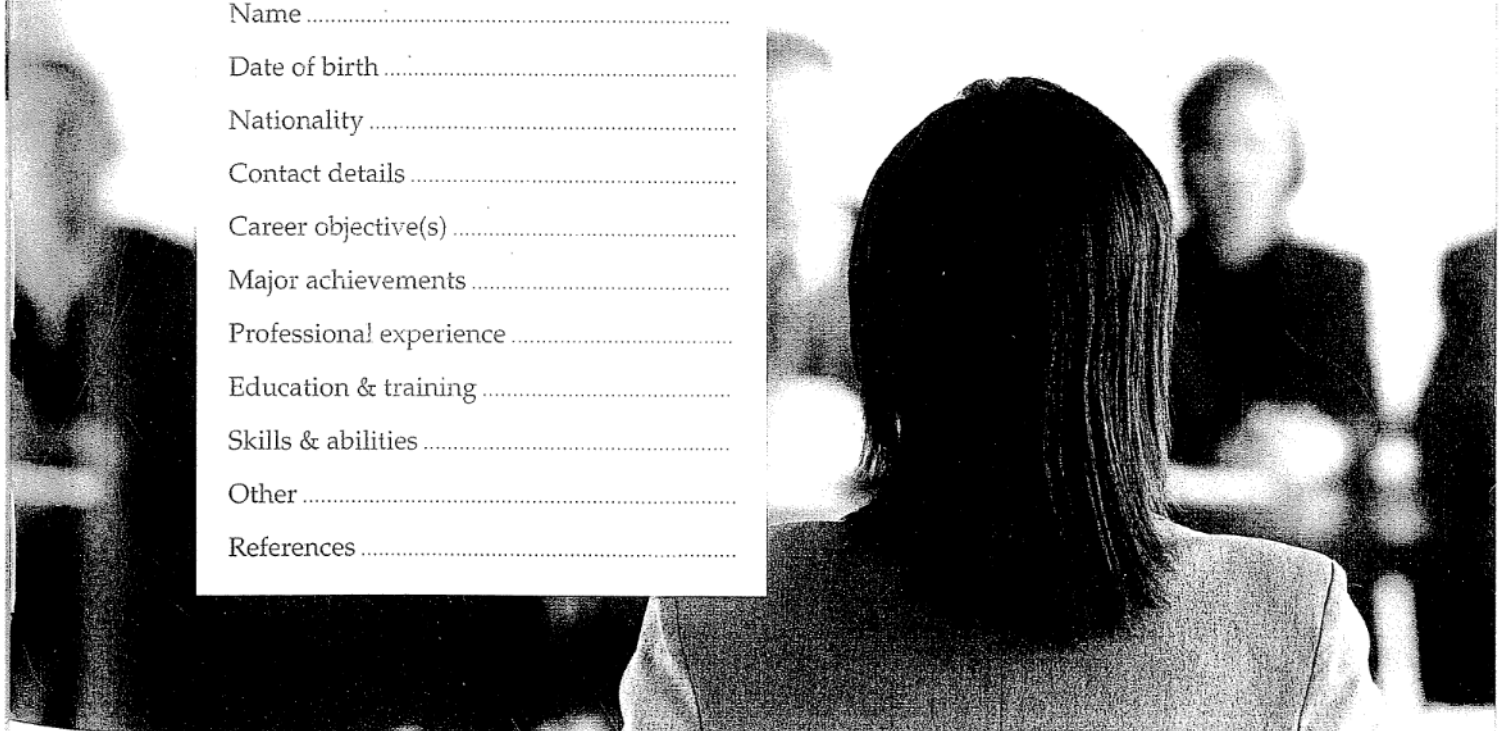 Name ..........................................................................
Date of birth ..............................................................
Nationality ................................................................
Contact details .........................................................
Career objective(s) ..................................................
Major achievements ..............................................
Professional experience .......................................
Education & training ............................................
Skills & abilities ......................................................
Other ...........................................................................
References ..................................................................